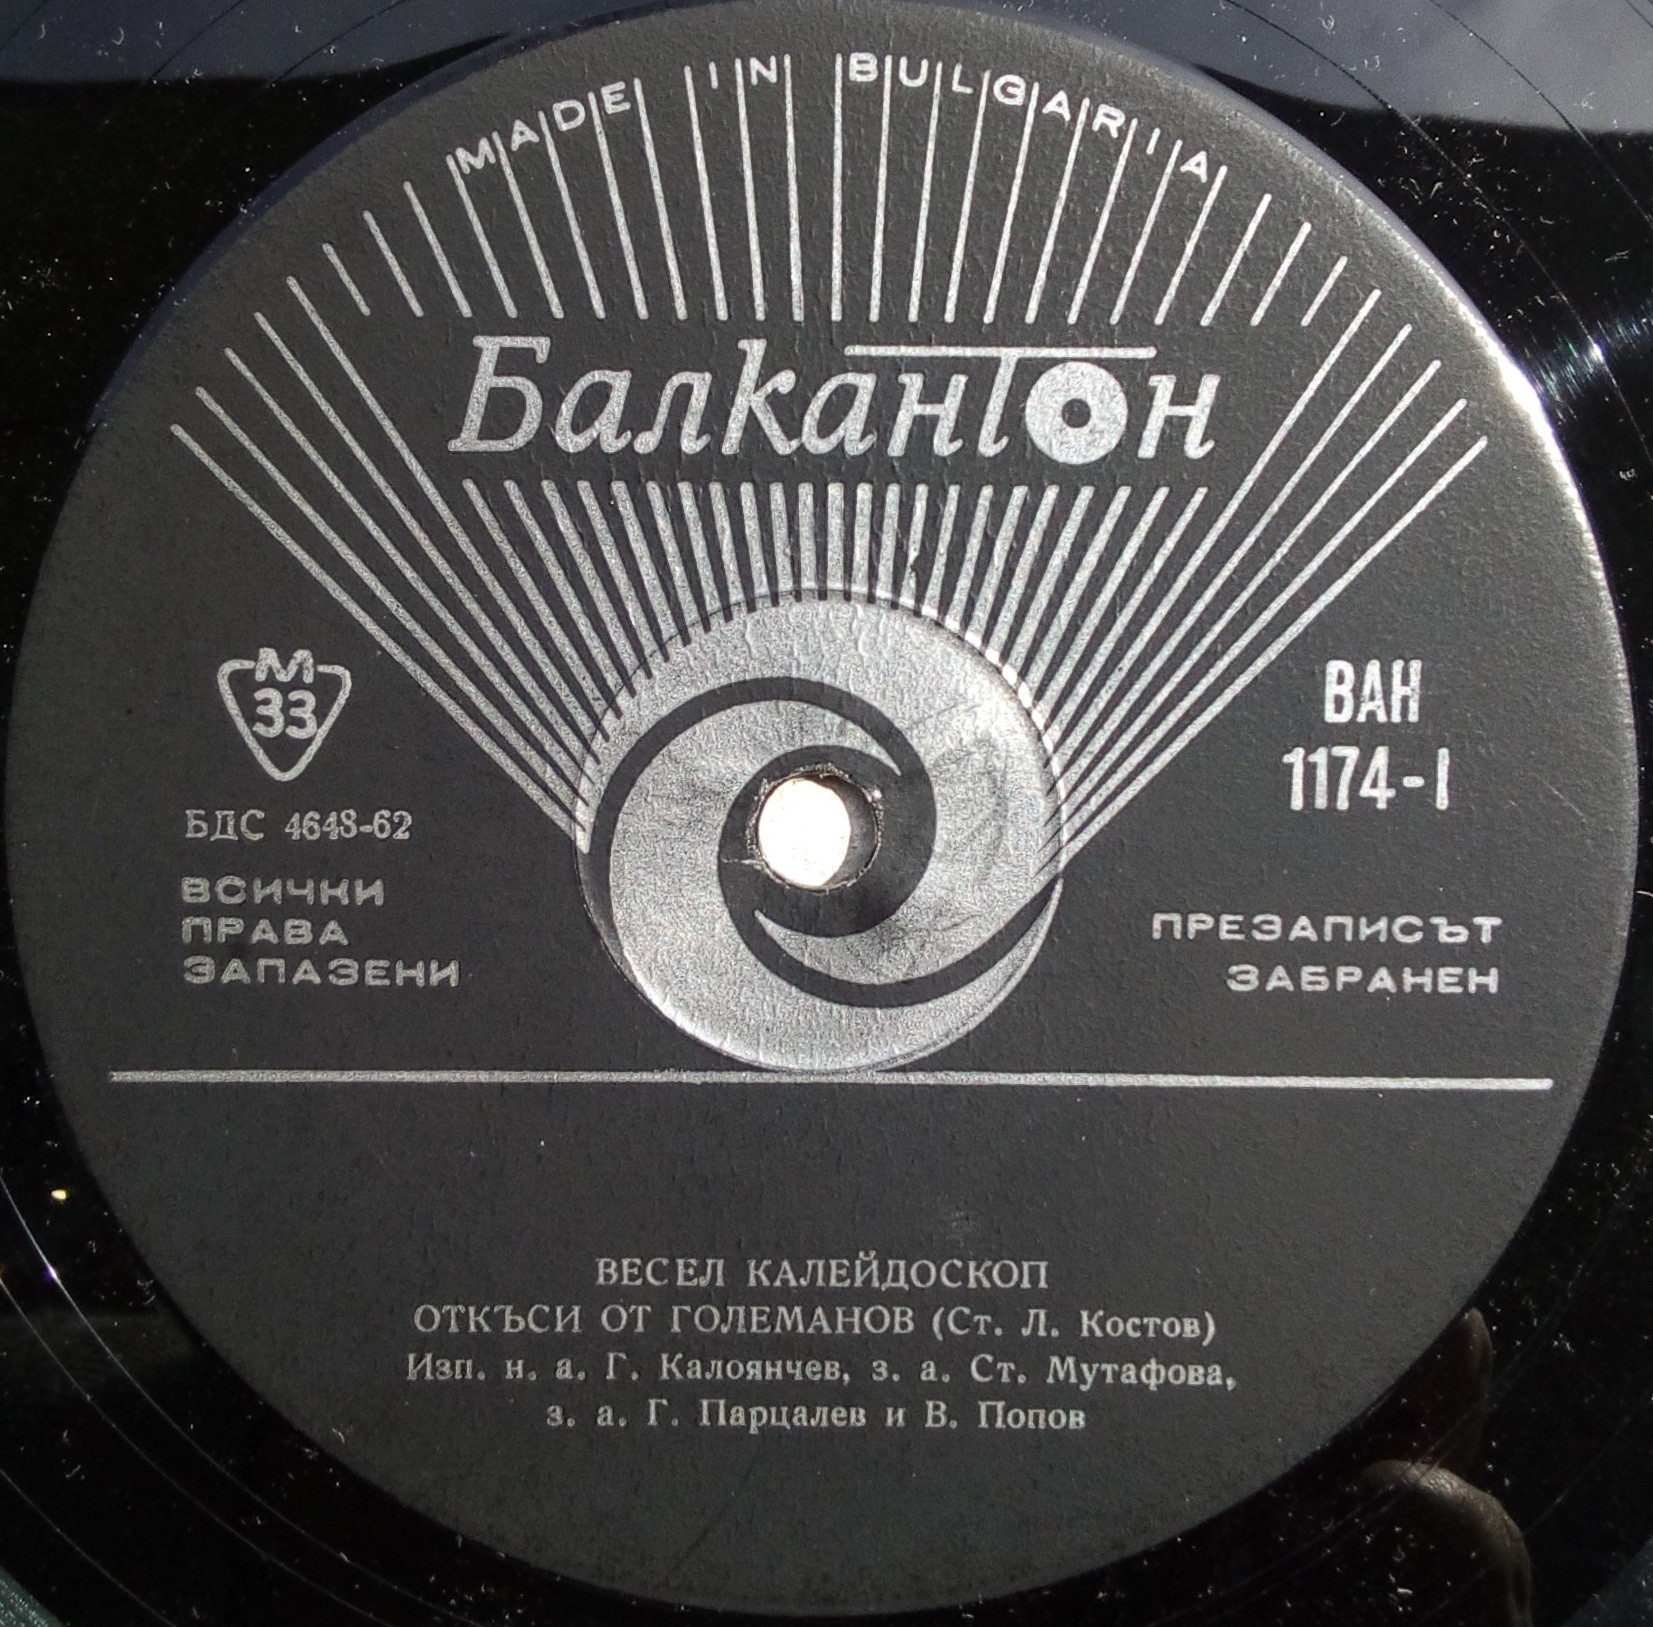 MADE IN BULGARIA
Балкантон
М
33
ВАН
1174-I
БДС 4648-62
ВСИЧКИ
ПРАВА
ЗАПАЗЕНИ
ПРЕЗАПИСЪТ
ЗАБРАНЕН
ВЕСЕЛ КАЛЕЙДОСКОП
ОТКЪСИ ОТ ГОЛЕМАНОВ (Ст. Л. Костов)
Изп. н. а. Г. Калоянчев, з. а. Ст. Мутафова,
з. а. Г. Парцалев и В. Попов